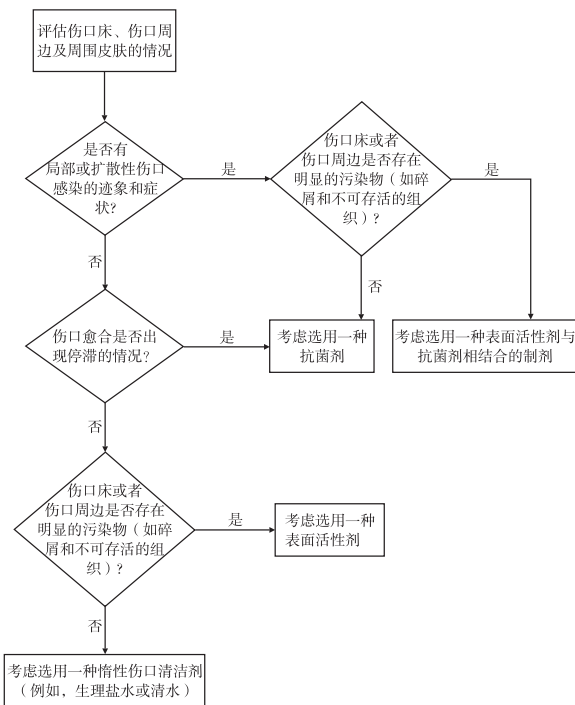 评估伤口床、伤口周
边及周围皮肤的情况
是否有
局部或扩散性伤口
感染的迹象和症
状?
是
伤口床或者
伤口周边是否存在
明显的污染物（如碎
屑和不可存活的组
织）?
是
否
否
伤口愈合是否出
现停滞的情况?
是
考虑选用一种
抗菌剂
考虑选用一种表面活性剂与
抗菌剂相结合的制剂
否
伤口床或者
伤口周边是否存在
明显的污染物（如碎
屑和不可存活的组
织）?
是
考虑选用一种
表面活性剂
否
考虑选用一种惰性伤口清洁剂
（例如，生理盐水或清水）